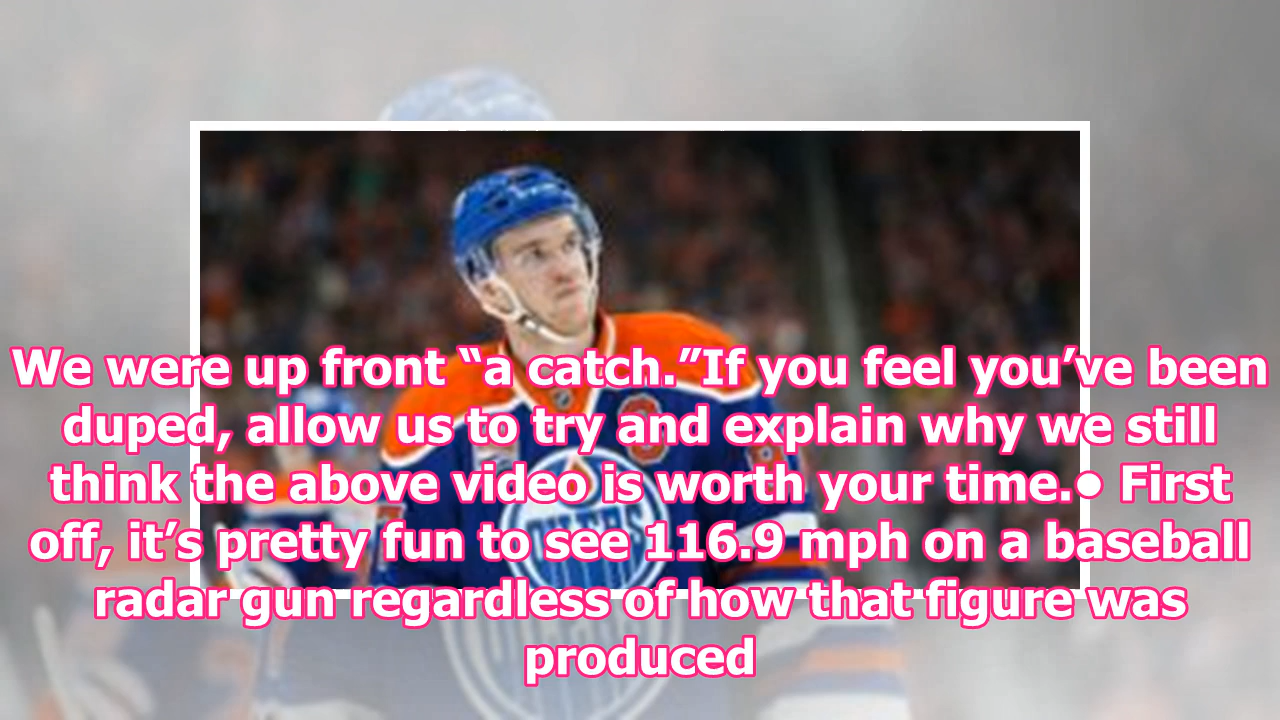 We were up front “a catch.”If you feel you’ve been
duped, allow us to try and explain why we still
think the above video is worth your time.● First
off, it’s pretty fun to see 116.9 mph on a baseball
radar gun regardless of how that figure was
produced
OILERS